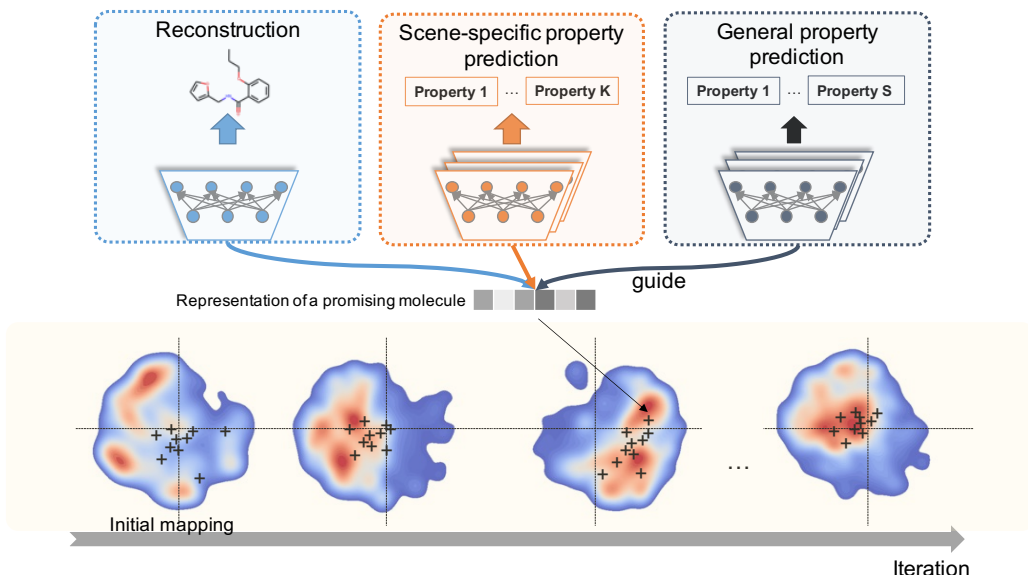 Reconstruction
Scene-specific property
prediction
Property 1 ... Property K
General property
prediction
Property 1 ... Property S
guide
Representation of a promising molecule
...
Initial mapping
Iteration